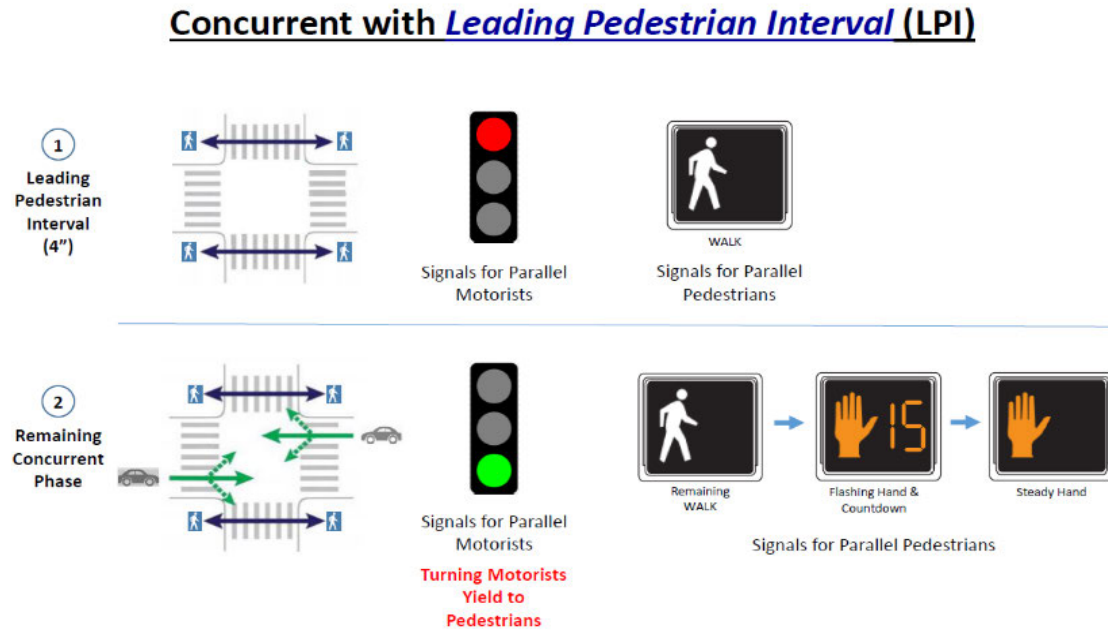 Concurrent with Leading Pedestrian Interval (LPI)
1
Leading
Pedestrian
Interval
(4”)
Signals for Parallel
Motorists
WALK
Signals for Parallel
Pedestrians
2
Remaining
Concurrent
Phase
Signals for Parallel
Motorists
Turning Motorists
Yield to
Pedestrians
15
Remaining
WALK
Flashing Hand &
Countdown
Steady Hand
Signals for Parallel Pedestrians